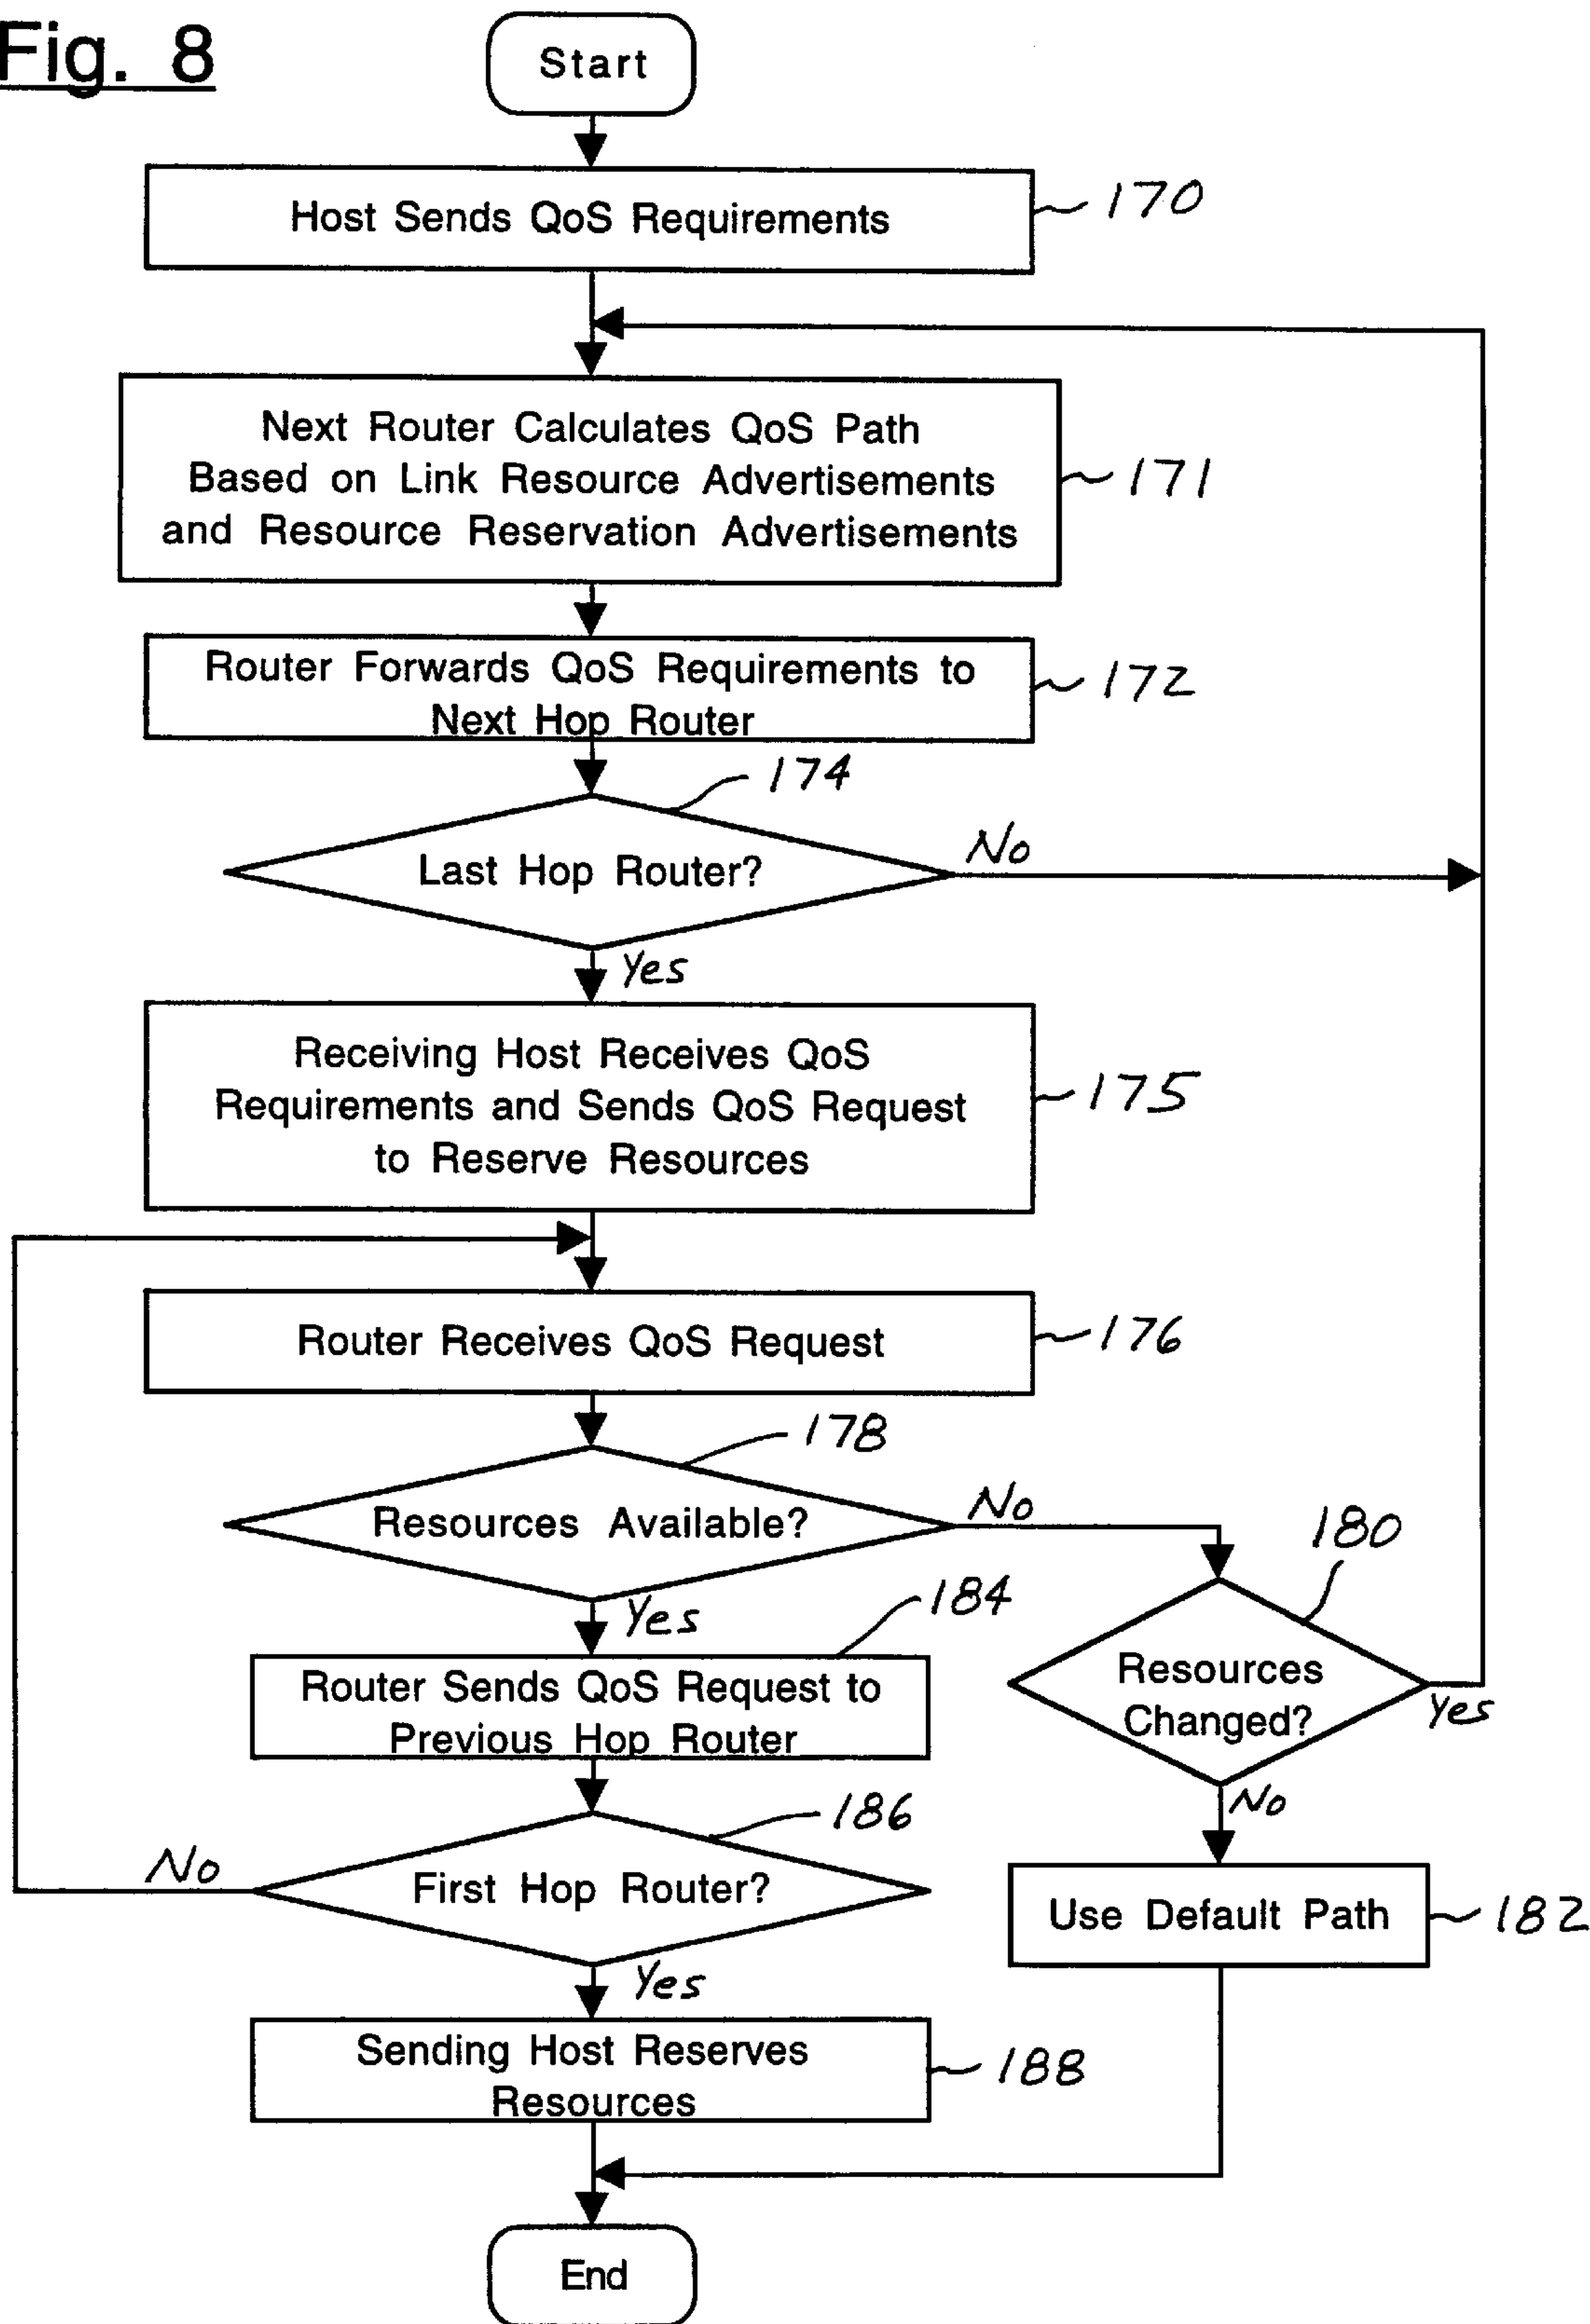 Fig. 8
Start
Host Sends QoS Requirements
170
Next Router Calculates QoS Path
Based on Link Resource Advertisements
and Resource Reservation Advertisements
171
Router Forwards QoS Requirements to
Next Hop Router
172
174
Last Hop Router?
No
Yes
Receiving Host Receives QoS
Requirements and Sends QoS Request
to Reserve Resources
175
Router Receives QoS Request
176
178
Resources Available?
No
180
Yes
184
Router Sends QoS Request to
Previous Hop Router
Resources
Changed?
Yes
No
186
First Hop Router?
No
Use Default Path
182
Yes
Sending Host Reserves
Resources
188
End